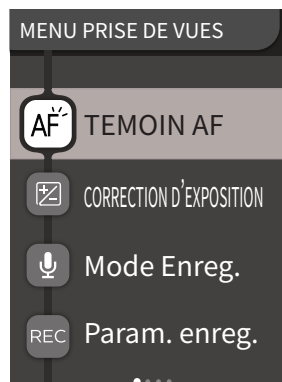 MENU PRISE DE VUES
AF TEMOIN AF
CORRECTION D'EXPOSITION
Mode Enreg.
REC Param. enreg.